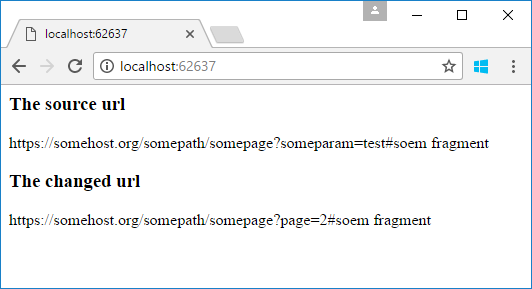 localhost:62637
localhost:62637
The source url
https://somehost.org/somepath/somepage?someparam=test#soem fragment
The changed url
https://somehost.org/somepath/somepage?page=2#soem fragment